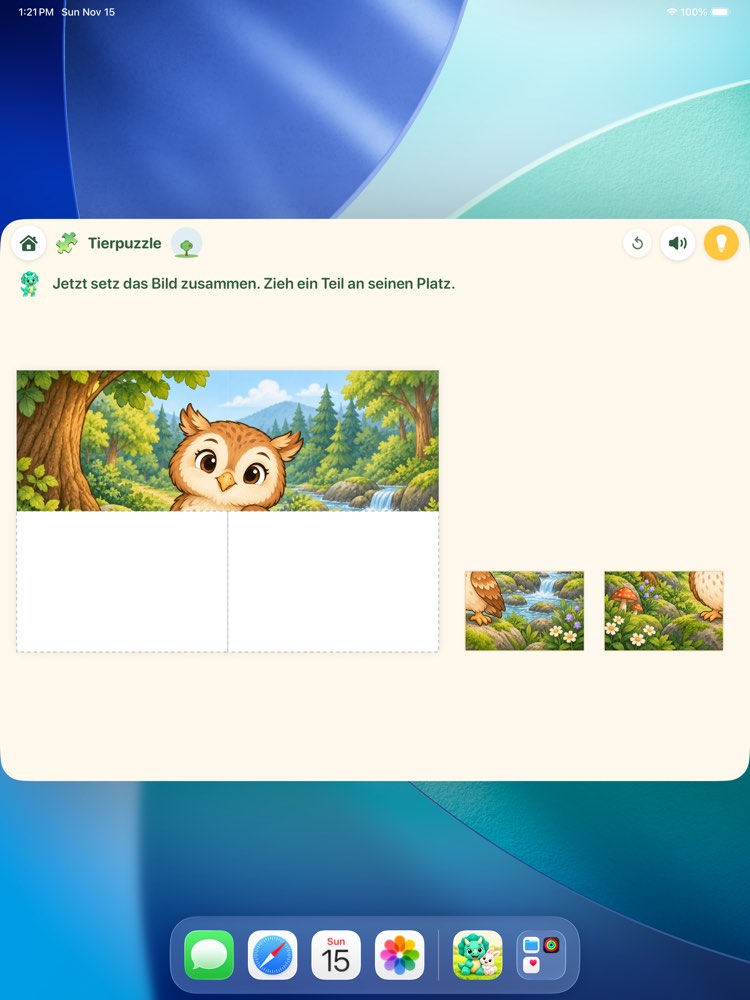 1:21 PM Sun Nov 15
100%
Tierpuzzle
Jetzt setz das Bild zusammen. Zieh ein Teil an seinen Platz.
Sun
15